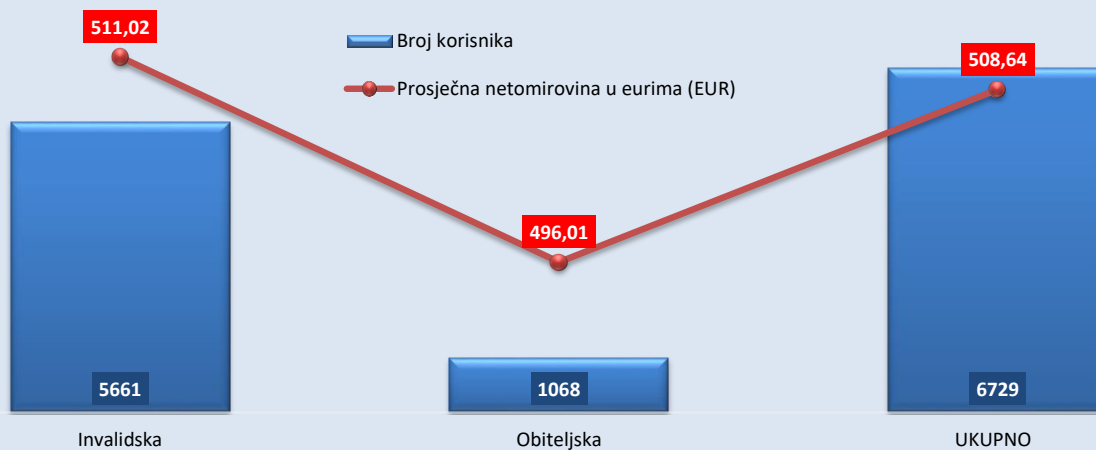 511,02
Broj korisnika
Prosječna netomirovina u eurima (EUR)
508,64
496,01
5661
1068
6729
Invalidska
Obiteljska
UKUPNO